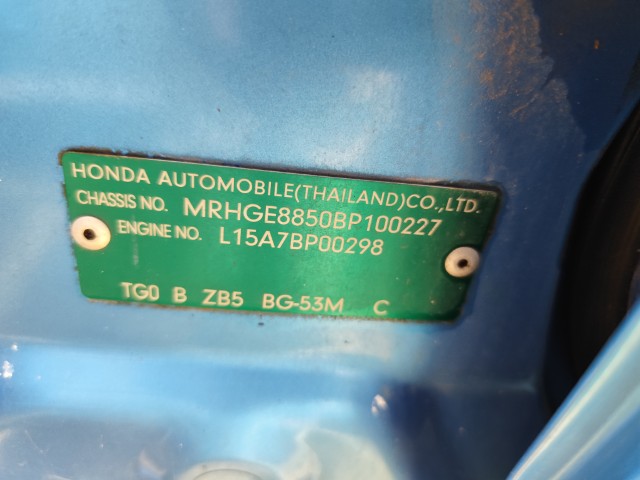 HONDA AUTOMOBILE(THAILAND)CO.,LTD.
CHASSIS NO. MRHGE8850BP100227
ENGINE NO. L15A7BP00298
TG0 B ZB5 BG-53M C